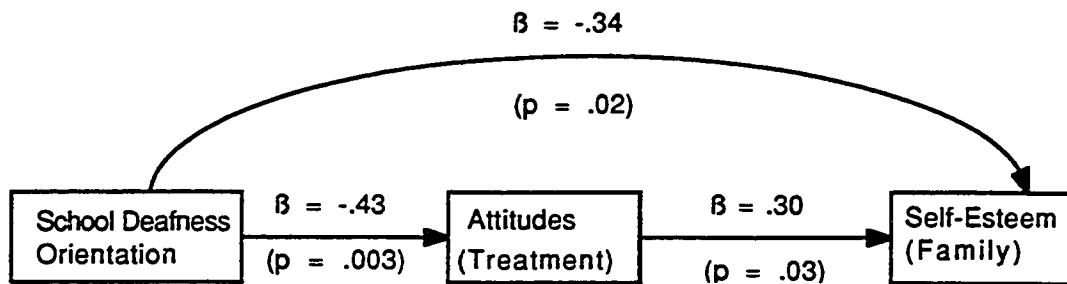 ß = -.34
(p = .02)
School Deafness
Orientation
ß = -.43
(p = .003)
Attitudes
(Treatment)
ß = .30
(p = .03)
Self-Esteem
(Family)